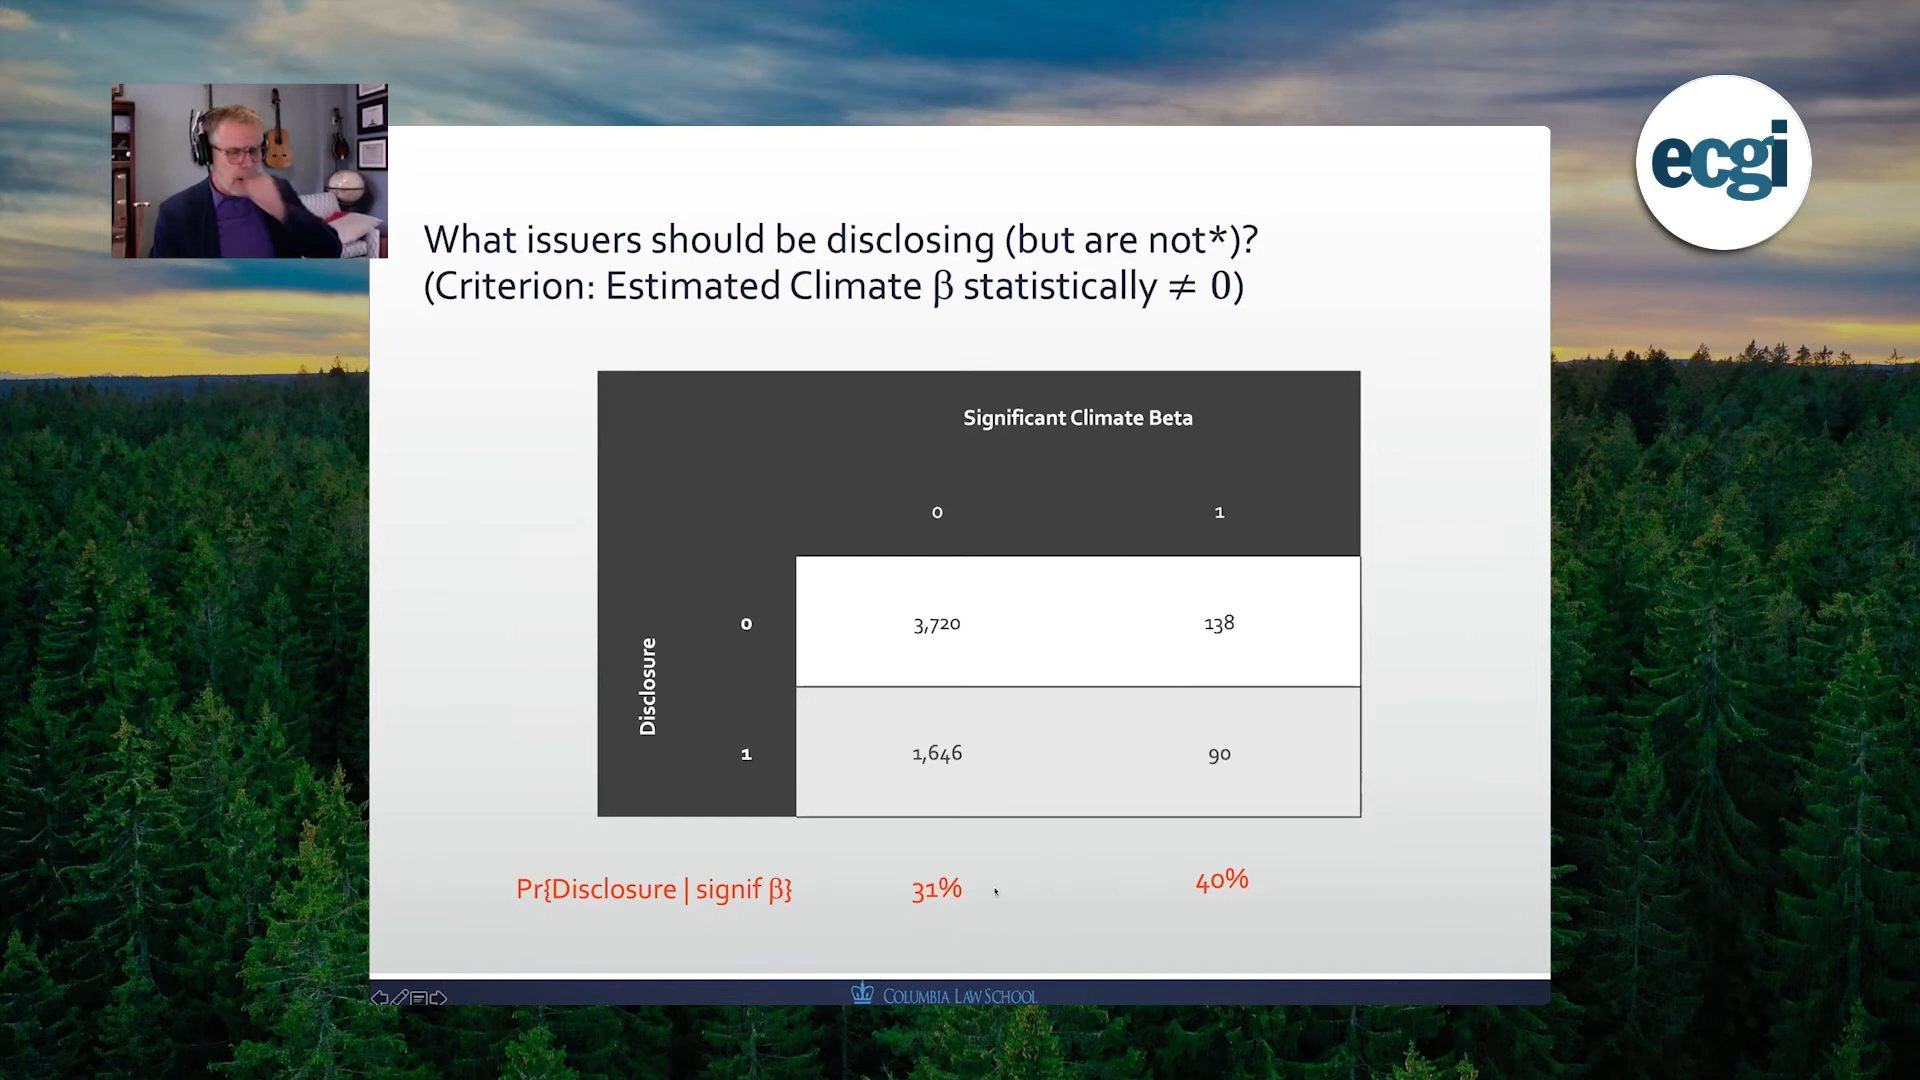 ecgi
What issuers should be disclosing (but are not*)?
(Criterion: Estimated Climate β statistically ≠ 0)
Significant Climate Beta
0 1
Disclosure
0 3,720 138
1 1,646 90
Pr{Disclosure | signif β} 31% 40%
COLUMBIA LAW SCHOOL